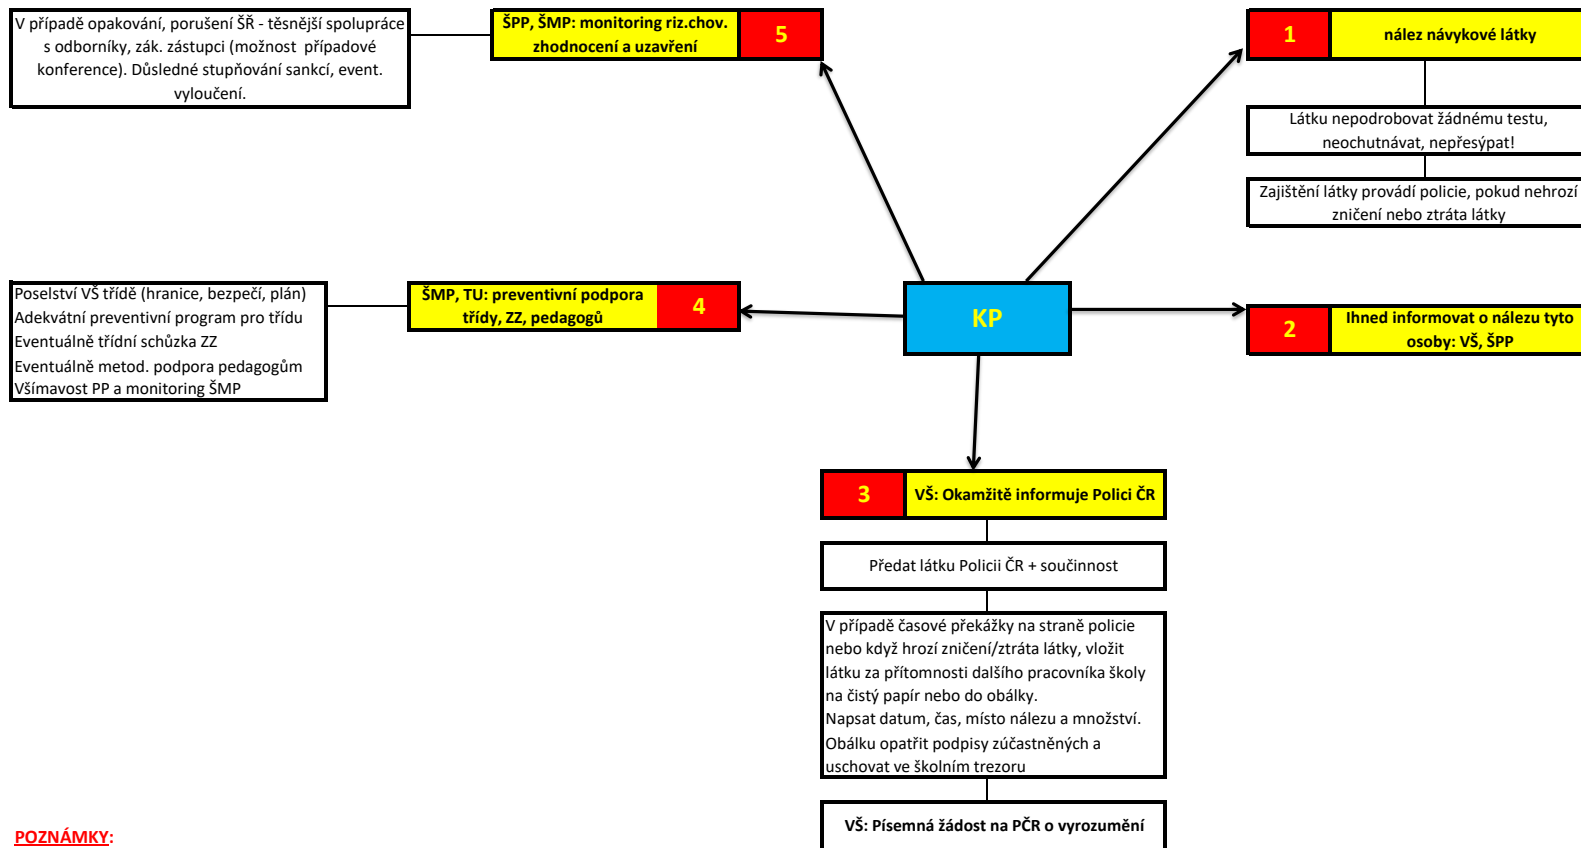 V případě opakování, porušení ŠŘ - těsnější spolupráce
s odborníky, zák. zástupci (možnost  případové
konference). Důsledné stupňování sankcí, event.
vyloučení.
ŠPP, ŠMP: monitoring riz.chov.
zhodnocení a uzavření
5
1
nález návykové látky
Látku nepodrobovat žádnému testu,
neochutnávat, nepřesýpat!
Zajištění látky provádí policie, pokud nehrozí
zničení nebo ztráta látky
Poselství VŠ třídě (hranice, bezpečí, plán)
Adekvátní preventivní program pro třídu
Eventuálně třídní schůzka ZZ
Eventuálně metod. podpora pedagogům
Všímavost PP a monitoring ŠMP
ŠMP, TU: preventivní podpora
třídy, ZZ, pedagogů
4
KP
2
Ihned informovat o nálezu tyto
osoby: VŠ, ŠPP
3
VŠ: Okamžitě informuje Polici ČR
Předat látku Policii ČR + součinnost
V případě časové překážky na straně policie
nebo když hrozí zničení/ztráta látky, vložit
látku za přítomnosti dalšího pracovníka školy
na čistý papír nebo do obálky.
Napsat datum, čas, místo nálezu a množství.
Obálku opatřit podpisy zúčastněných a
uschovat ve školním trezoru
VŠ: Písemná žádost na PČR o vyrozumění
POZNÁMKY: